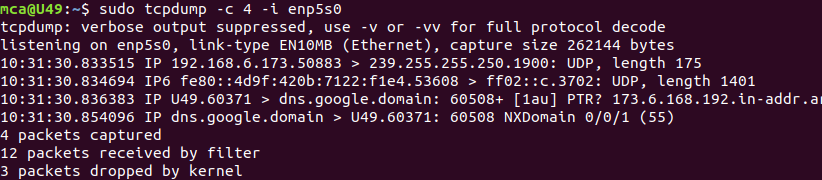 mca@U49:~$ sudo tcpdump -c 4 -i enp5s0
tcpdump: verbose output suppressed, use -v or -vv for full protocol decode
listening on enp5s0, link-type EN10MB (Ethernet), capture size 262144 bytes
10:31:30.833515 IP 192.168.6.173.50883 > 239.255.255.250.1900: UDP, length 175
10:31:30.834694 IP6 fe80::4d9f:420b:7122:f1e4.53608 > ff02::c.3702: UDP, length 1401
10:31:30.836383 IP U49.60371 > dns.google.domain: 60508+ [1au] PTR? 173.6.168.192.in-addr.a
10:31:30.854096 IP dns.google.domain > U49.60371: 60508 NXDomain 0/0/1 (55)
4 packets captured
12 packets received by filter
3 packets dropped by kernel